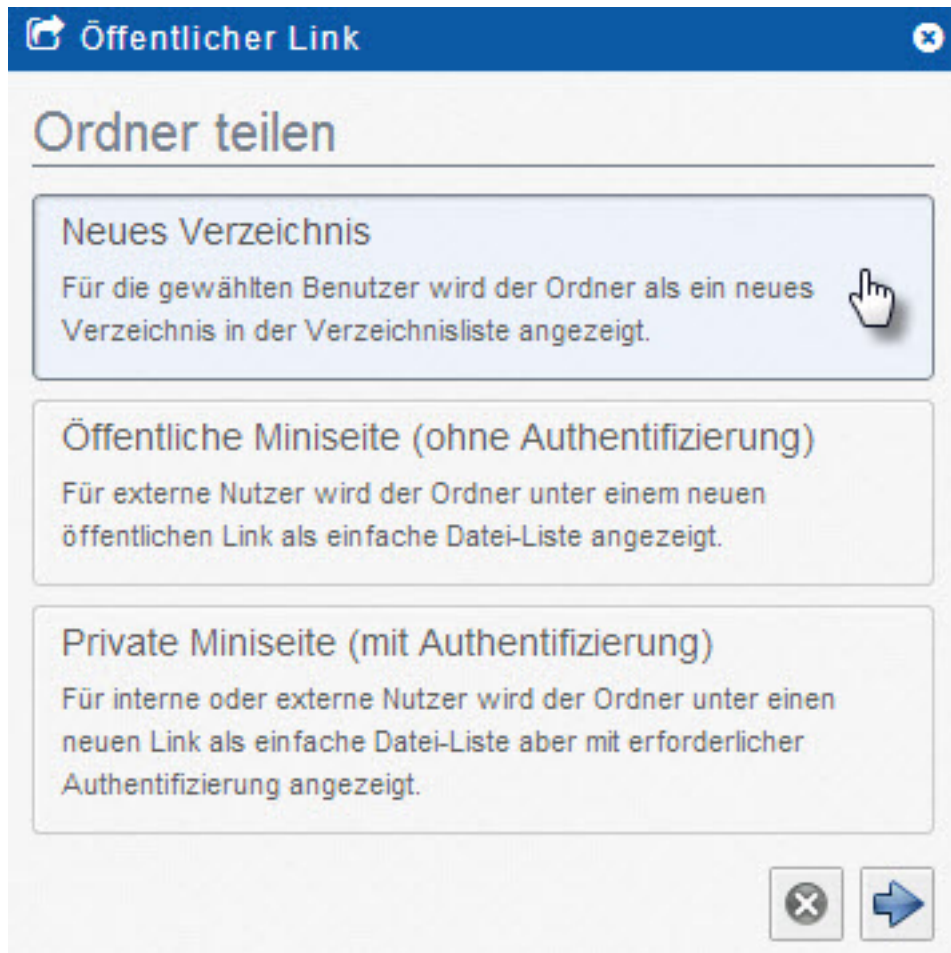 Öffentlicher Link
Ordner teilen
Neues Verzeichnis
Für die gewählten Benutzer wird der Ordner als ein neues
Verzeichnis in der Verzeichnisliste angezeigt.
Öffentliche Miniseite (ohne Authentifizierung)
Für externe Nutzer wird der Ordner unter einem neuen
öffentlichen Link als einfache Datei-Liste angezeigt.
Private Miniseite (mit Authentifizierung)
Für interne oder externe Nutzer wird der Ordner unter einen
neuen Link als einfache Datei-Liste aber mit erforderlicher
Authentifizierung angezeigt.